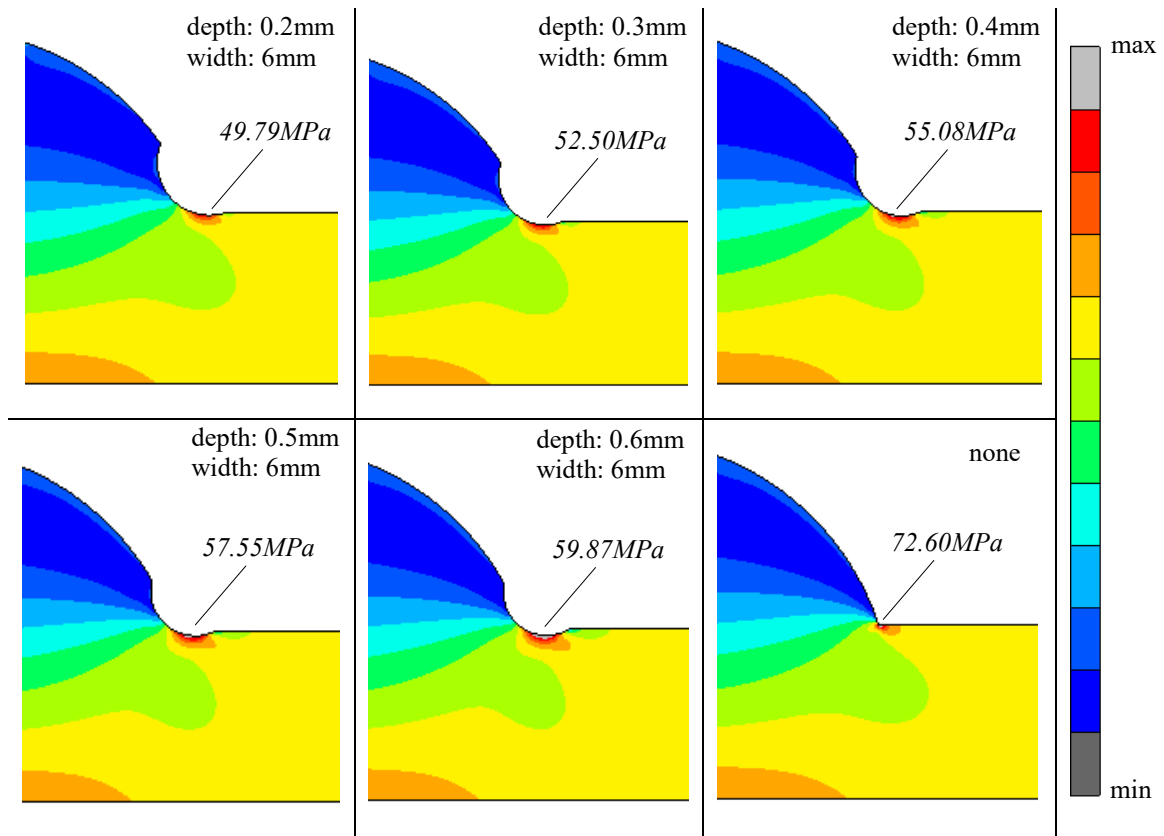 depth: 0.2mm
width: 6mm
49.79MPa
depth: 0.3mm
width: 6mm
52.50MPa
depth: 0.4mm
width: 6mm
55.08MPa
depth: 0.5mm
width: 6mm
57.55MPa
depth: 0.6mm
width: 6mm
59.87MPa
none
72.60MPa
max
min